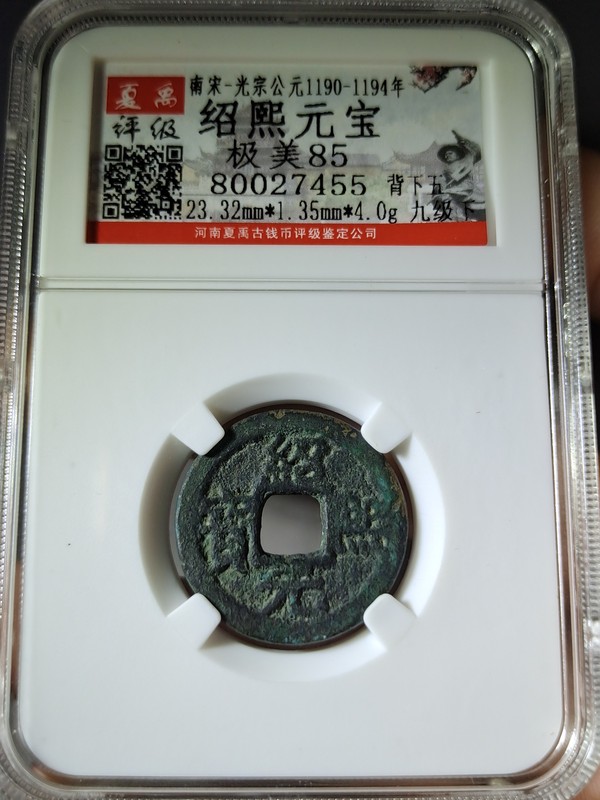 夏禹
评级
南宋-光宗公元1190-1194年
绍熙元宝
极美85
80027455 背下五
23.32mm*1.35mm*4.0g 九级下
河南夏禹古钱币评级鉴定公司
紹
寶 熙
元